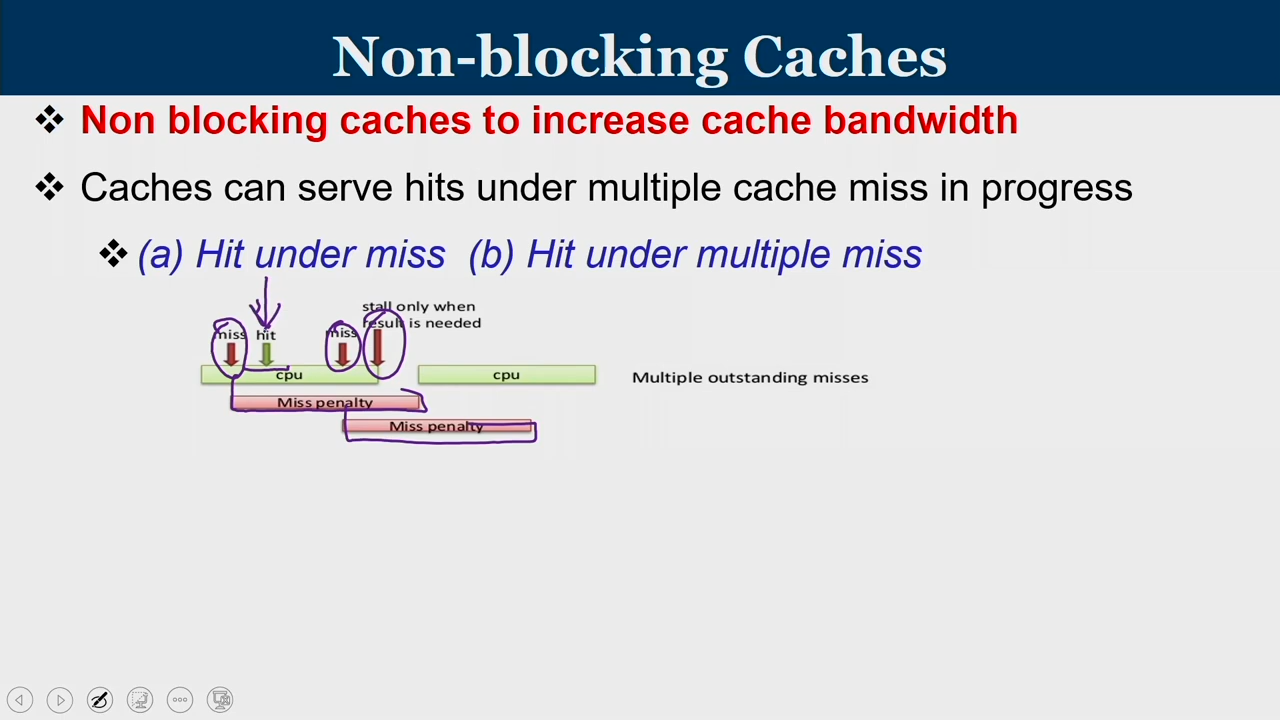 Non-blocking Caches
Non blocking caches to increase cache bandwidth
Caches can serve hits under multiple cache miss in progress
(a) Hit under miss (b) Hit under multiple miss
stall only when
result is needed
miss hit miss
cpu cpu Multiple outstanding misses
Miss penalty
Miss penalty